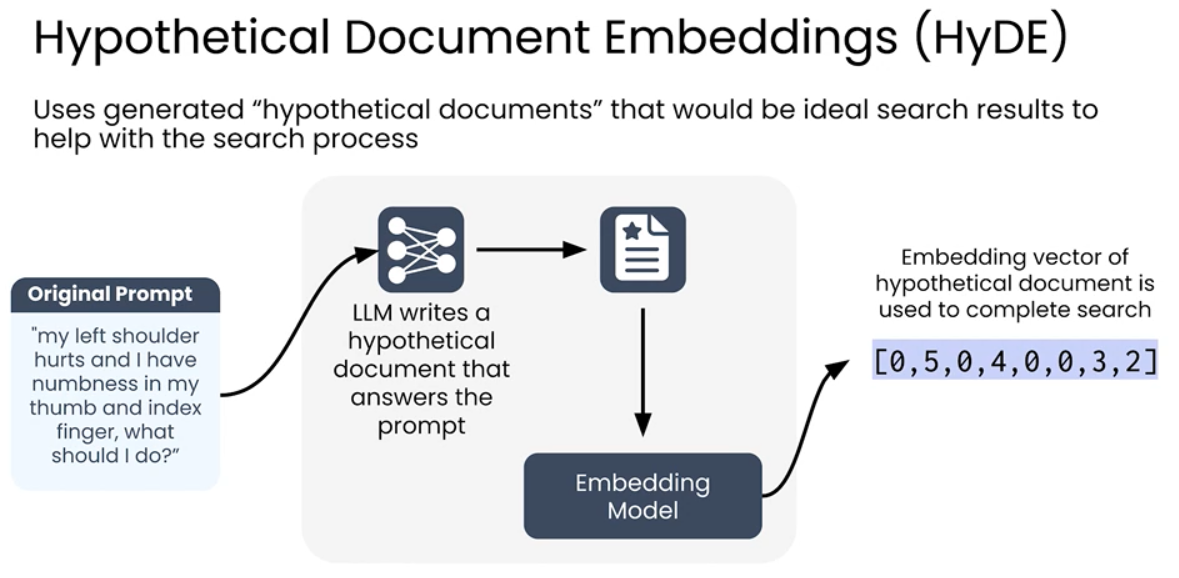 Hypothetical Document Embeddings (HyDE)
Uses generated “hypothetical documents” that would be ideal search results to
help with the search process
Original Prompt
"my left shoulder
hurts and I have
numbness in my
thumb and index
finger, what
should I do?”
LLM writes a
hypothetical
document that
answers the
prompt
Embedding
Model
Embedding vector of
hypothetical document is
used to complete search
[0,5,0,4,0,0,3,2]